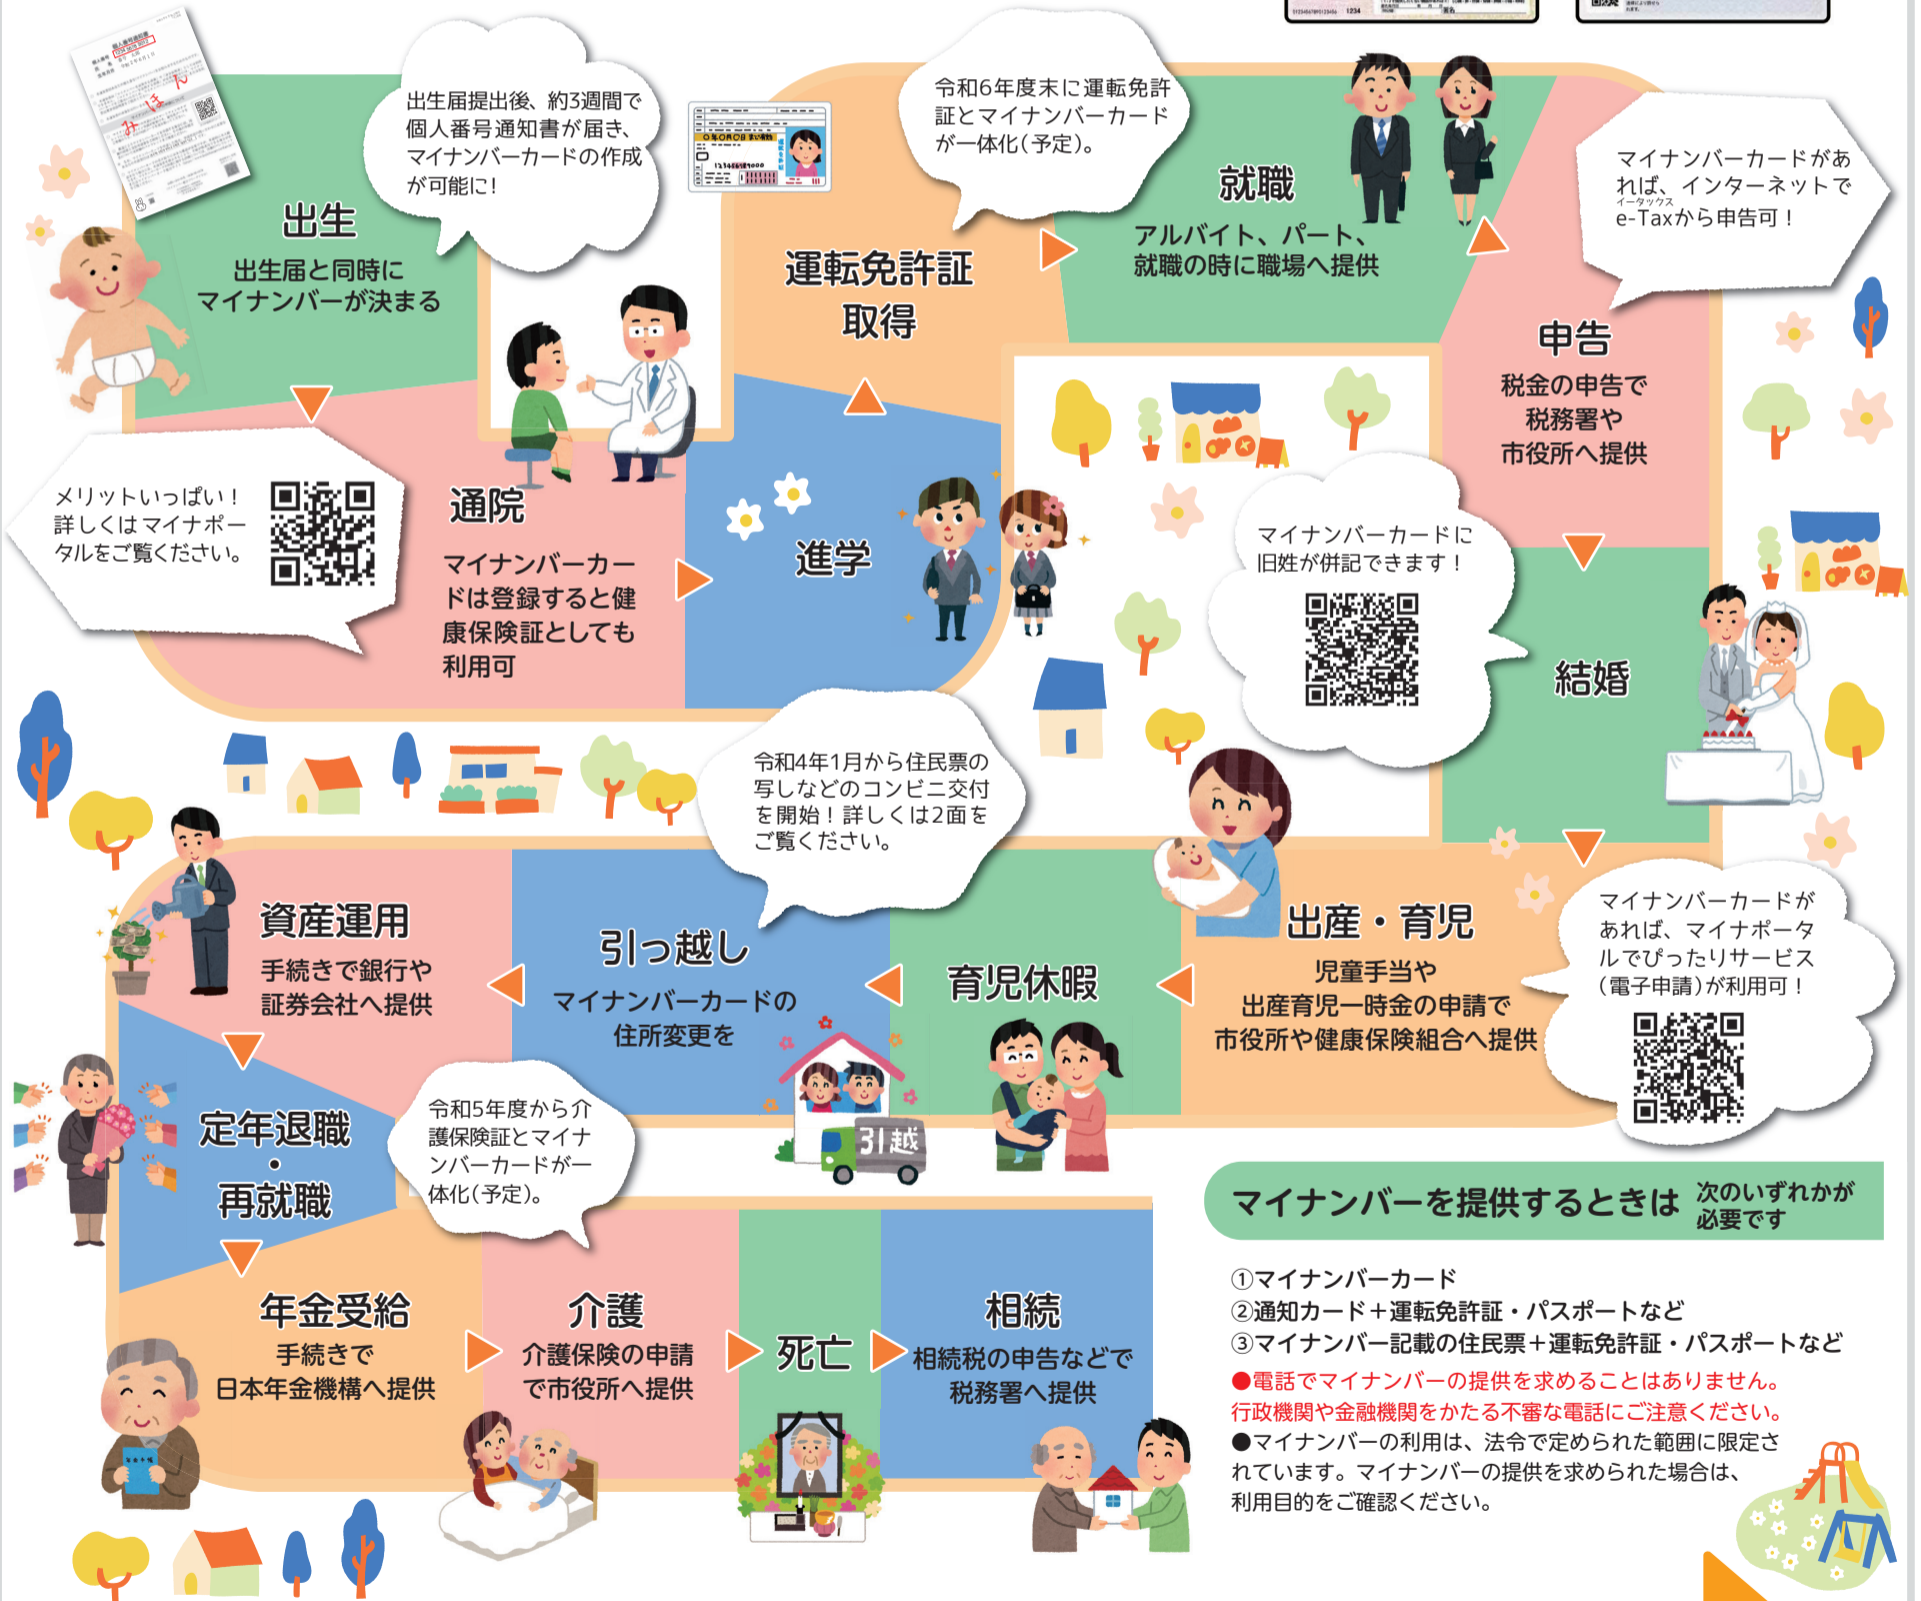 個人番号通知書
みほん
出生届提出後、約3週間で
個人番号通知書が届き、
マイナンバーカードの作成
が可能に！
出生
出生届と同時に
マイナンバーが決まる
メリットいっぱい！
詳しくはマイナポー
タルをご覧ください。
通院
マイナンバーカー
ドは登録すると健
康保険証としても
利用可
進学
運転免許証
取得
令和6年度末に運転免許
証とマイナンバーカード
が一体化（予定）。
就職
アルバイト、パート、
就職の時に職場へ提供
マイナンバーカードがあ
れば、インターネットで
イータックス
e-Taxから申告可！
申告
税金の申告で
税務署や
市役所へ提供
マイナンバーカードに
旧姓が併記できます！
結婚
マイナンバーカードが
あれば、マイナポータ
ルでぴったりサービス
（電子申請）が利用可！
出産・育児
児童手当や
出産育児一時金の申請で
市役所や健康保険組合へ提供
育児休暇
令和4年1月から住民票の
写しなどのコンビニ交付
を開始！詳しくは2面を
ご覧ください。
引っ越し
マイナンバーカードの
住所変更を
引越
資産運用
手続きで銀行や
証券会社へ提供
定年退職
・
再就職
年金受給
手続きで
日本年金機構へ提供
令和5年度から介
護保険証とマイナ
ンバーカードが一
体化（予定）。
介護
介護保険の申請
で市役所へ提供
死亡
相続
相続税の申告などで
税務署へ提供
マイナンバーを提供するときは 次のいずれかが
必要です
①マイナンバーカード
②通知カード＋運転免許証・パスポートなど
③マイナンバー記載の住民票＋運転免許証・パスポートなど
●電話でマイナンバーの提供を求めることはありません。
行政機関や金融機関をかたる不審な電話にご注意ください。
●マイナンバーの利用は、法令で定められた範囲に限定さ
れています。マイナンバーの提供を求められた場合は、
利用目的をご確認ください。